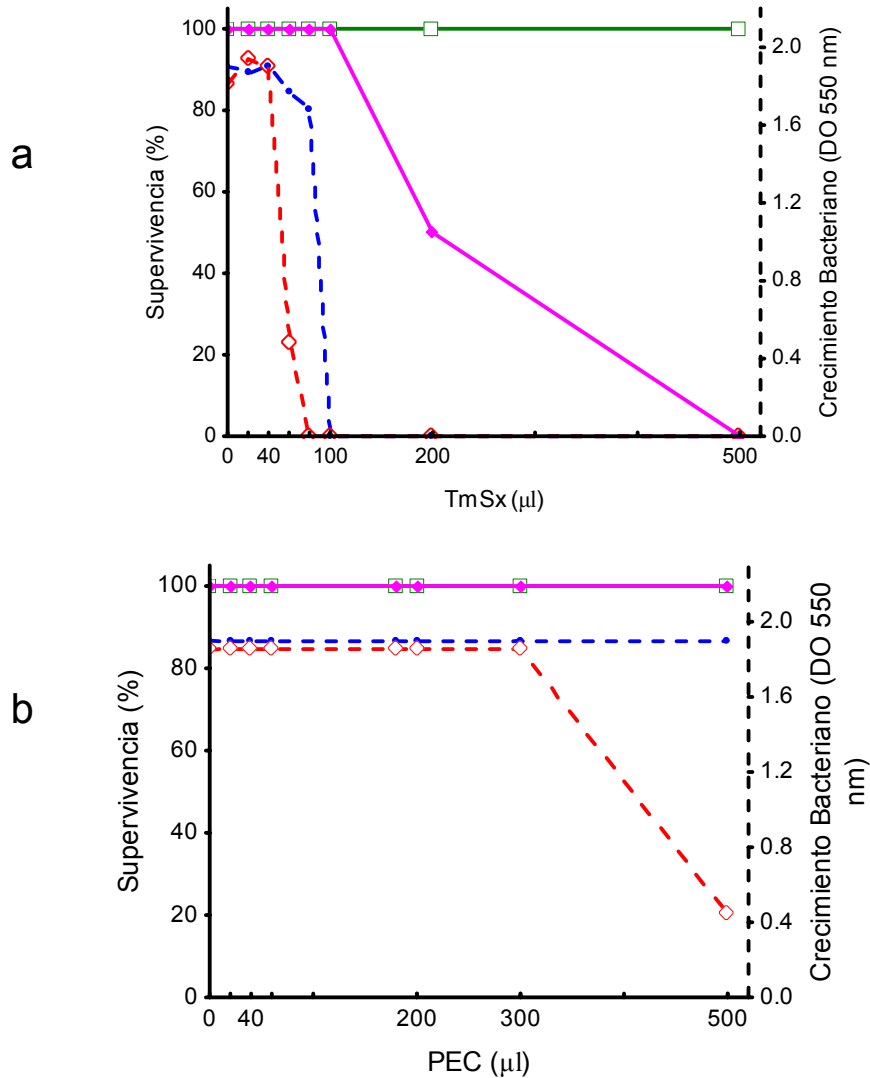 a
Supervivencia (%)
100
80
60
40
20
0
0 40 100 200 500
TmSx (µl)
2.0
1.6
1.2
0.8
0.4
0.0
Crecimiento Bacteriano (DO 550 nm)
b
Supervivencia (%)
100
80
60
40
20
0
0 40 200 300 500
PEC (µl)
2.0
1.6
1.2
0.8
0.4
0.0
Crecimiento Bacteriano (DO 550
nm)